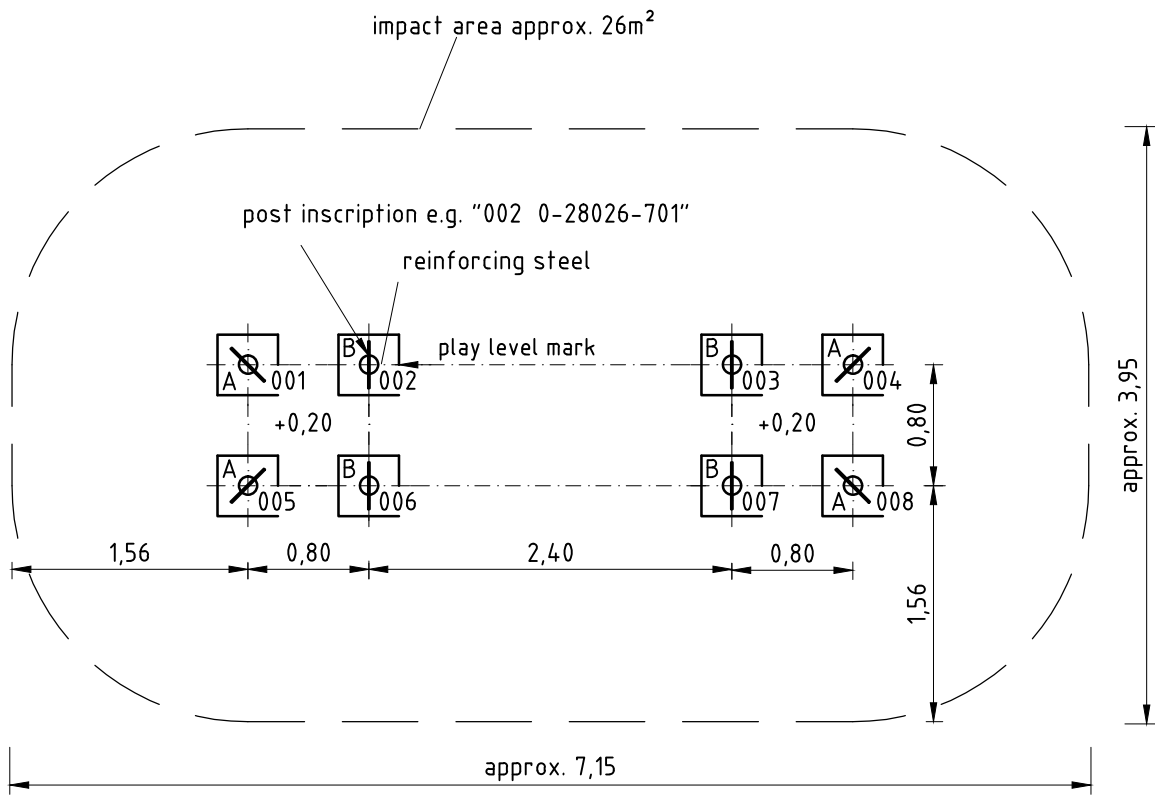 impact area approx. 26m²
post inscription e.g. "002 0-28026-701"
reinforcing steel
B play level mark B A
A 001 002 003 004
+0,20 +0,20
0,80
approx. 3,95
A B B
005 006 007 A 008
1,56 0,80 2,40 0,80
1,56
approx. 7,15